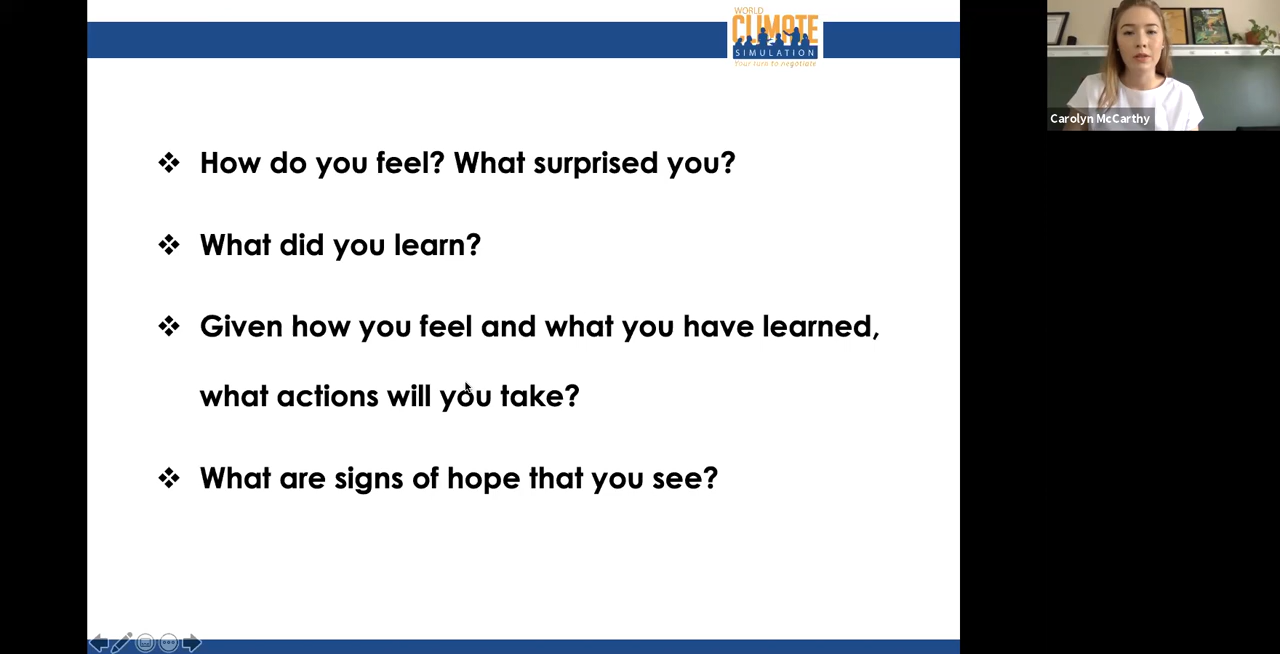 WORLD
CLIMATE
SIMULATION
Your turn to negotiate
Carolyn McCarthy
❖ How do you feel? What surprised you?
❖ What did you learn?
❖ Given how you feel and what you have learned,
what actions will you take?
❖ What are signs of hope that you see?